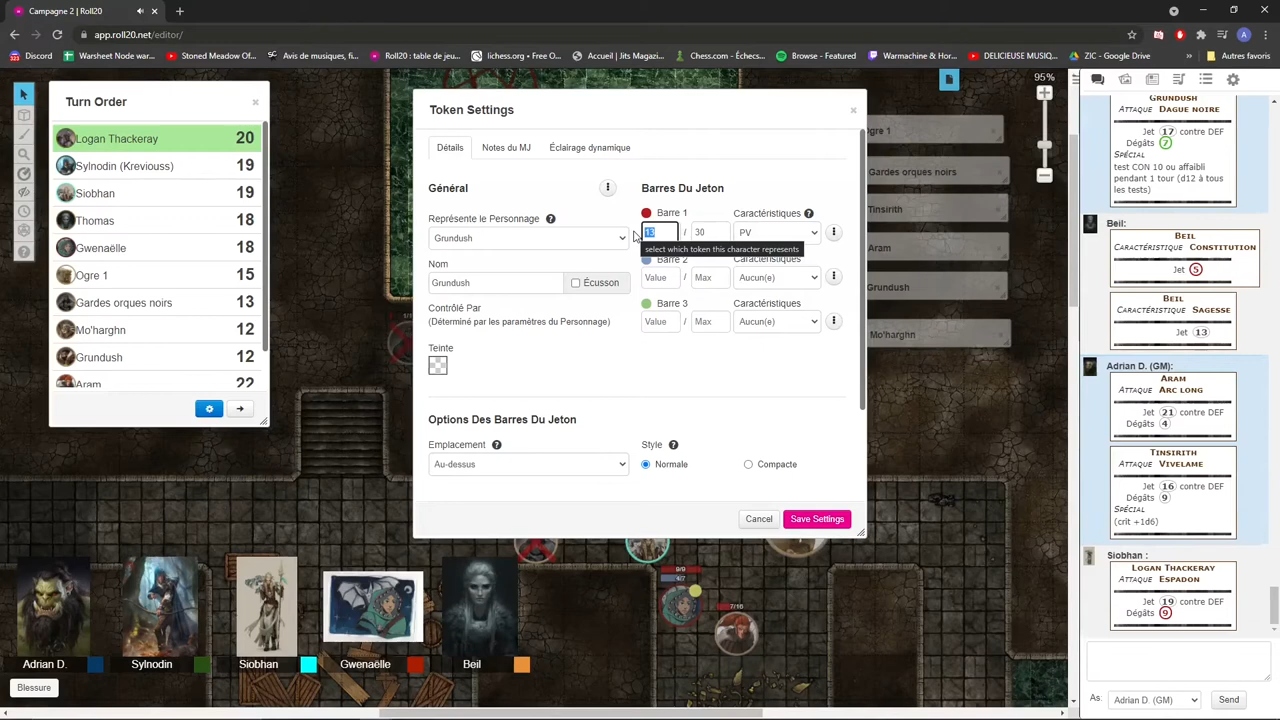 Campagne 2
app.roll20.net/editor/
Discord
Warsheet Node war...
Stoned Meadow of...
Avis de musiques, fi...
Roll20 : table de jeu...
lichess.org • Free O...
Accueil | Jits Magazi...
Chess.com - Échecs...
Browse - Featured
Warmachine & Hord...
DELICIEUSE MUSIQ...
ZIC - Google Drive
Autres favoris
95%
Turn Order
Logan Thackeray 20
Sylnodin (Kreviouss) 19
Siobhan 19
Thomas 18
Gwenaëlle 18
Ogre 1 15
Gardes orques noirs 13
Mo'harghn 12
Grundush 12
Aram 22
Token Settings
Détails
Notes du MJ
Éclairage dynamique
Général
Représente le Personnage
Grundush
Nom
Grundush
Écusson
Contrôlé Par
(Déterminé par les paramètres du Personnage)
Teinte
Barres Du Jeton
Barre 1
Caractéristiques
13 / 30
PV
select which token this character represents
Barre 2
Caractéristiques
Value / Max
Aucun(e)
Barre 3
Caractéristiques
Value / Max
Aucun(e)
Options Des Barres Du Jeton
Emplacement
Au-dessus
Style
Normale
Compacte
Cancel
Save Settings
Ogre 1
Gardes orques noirs
Tinsirith
Aram
Grundush
Mo'harghn
9/9
4/7
7/16
Adrian D.
Sylnodin
Siobhan
Gwenaëlle
Beil
Blessure
Grundush
Attaque Dague noire
Jet 17 contre DEF
Dégâts 7
Spécial
test CON 10 ou affaibli
pendant 1 tour (d12 à tous
les tests)
Beil:
Beil
Caractéristique Constitution
Jet 5
Beil
Caractéristique Sagesse
Jet 13
Adrian D. (GM):
Aram
Attaque Arc long
Jet 21 contre DEF
Dégâts 4
Tinsirith
Attaque Vivelame
Jet 16 contre DEF
Dégâts 9
Spécial
(crit +1d6)
Siobhan :
Logan Thackeray
Attaque Espadon
Jet 19 contre DEF
Dégâts 9
As:
Adrian D. (GM)
Send